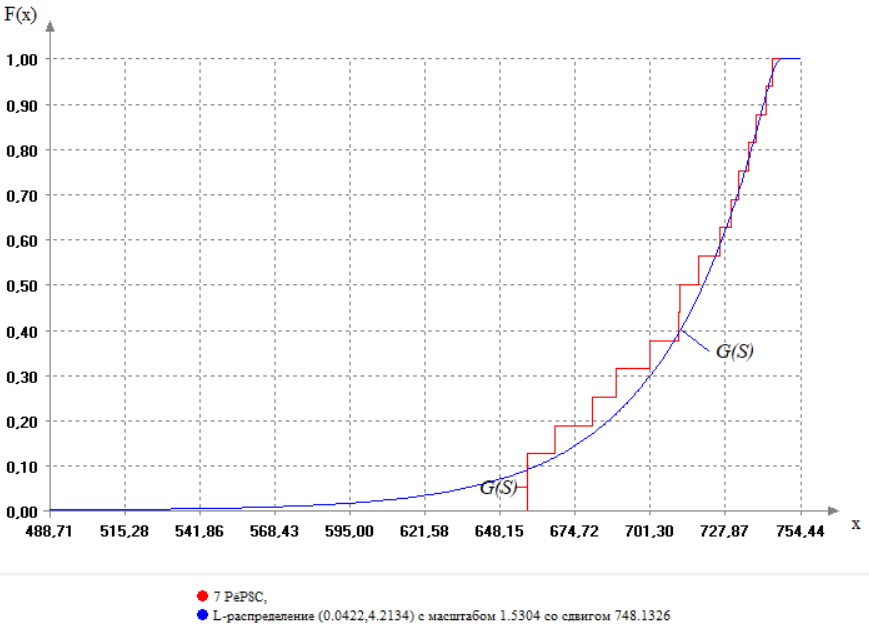 F(x)
1,00
0,90
0,80
0,70
0,60
0,50
0,40
G(S)
0,30
0,20
0,10
G(S)
0,00
488,71 515,28 541,86 568,43 595,00 621,58 648,15 674,72 701,30 727,87 754,44 x
7 РәР8С,
L-распределение (0.0422,4.2134) с масштабом 1.5304 со сдвигом 748.1326